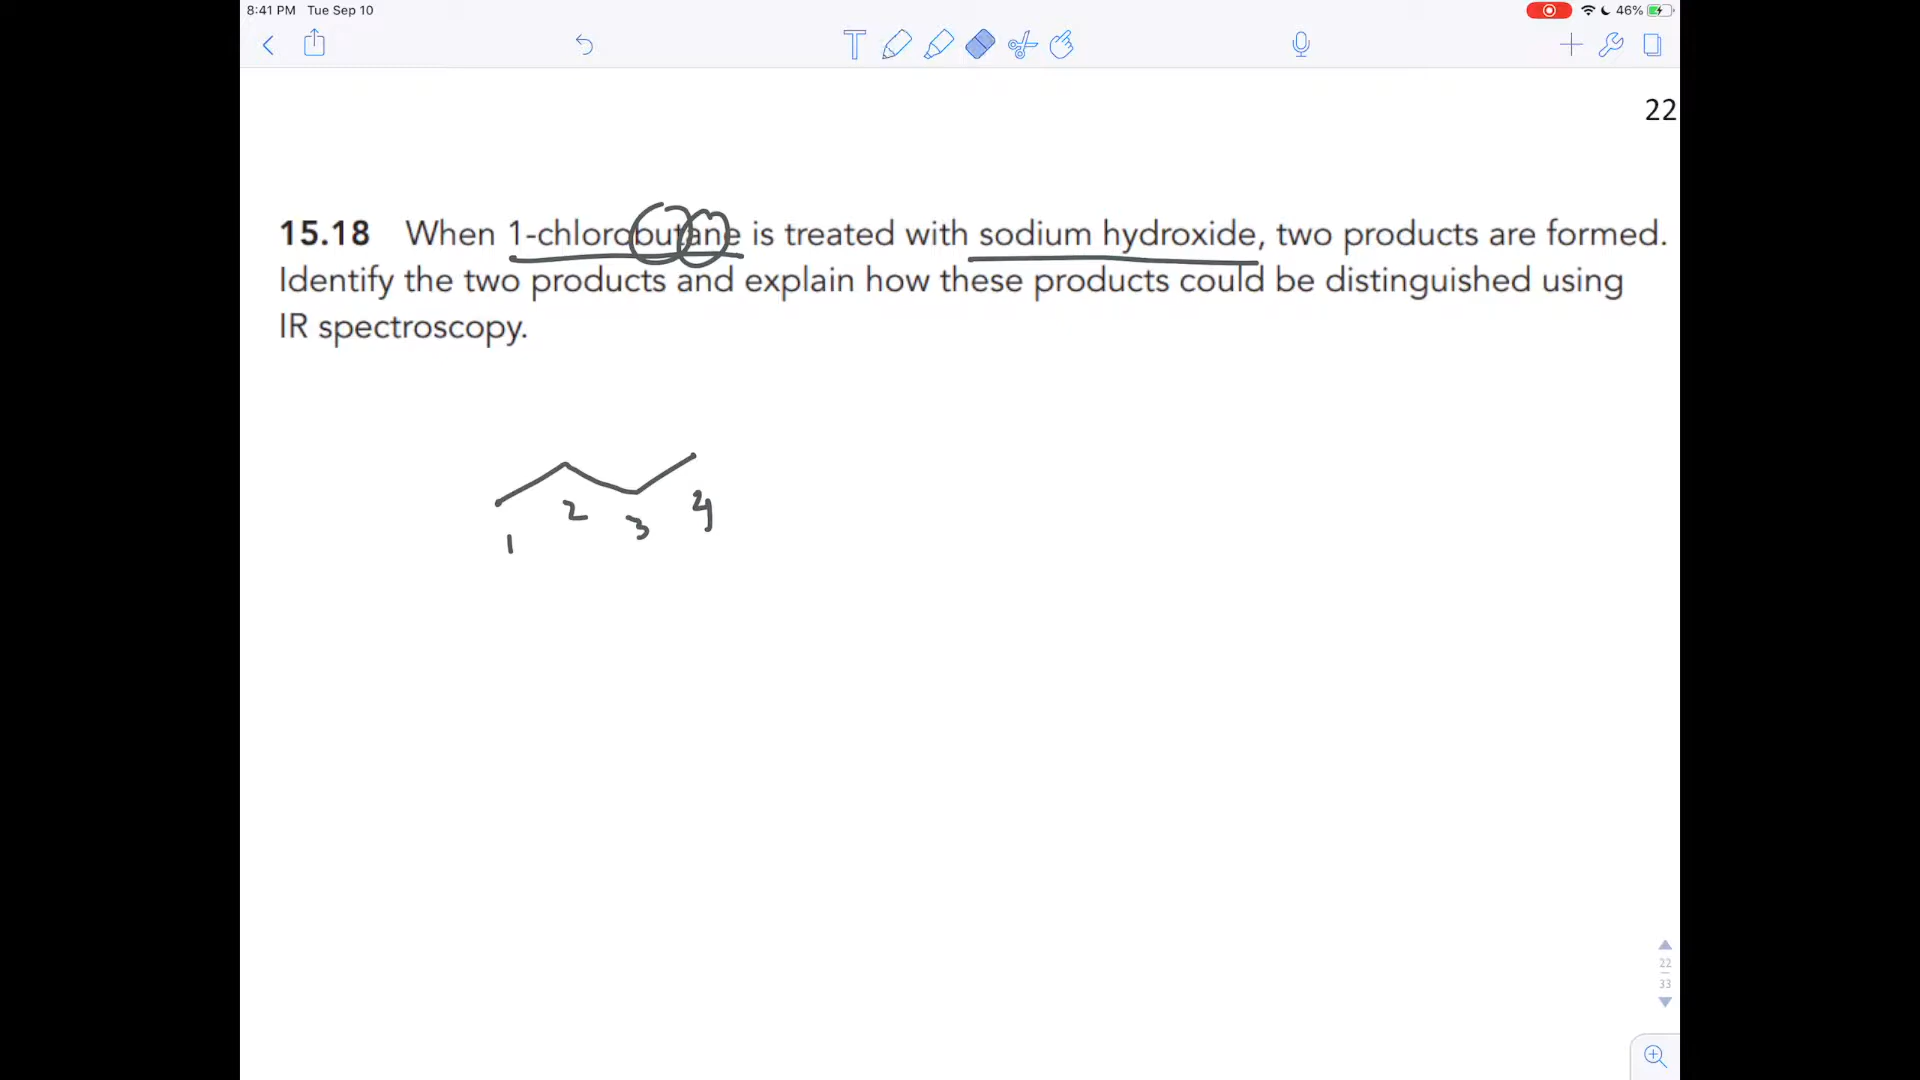 8:41 PM Tue Sep 10
46%
T
22
15.18 When 1-chlorobutane is treated with sodium hydroxide, two products are formed.
Identify the two products and explain how these products could be distinguished using
IR spectroscopy.
1 2 3 4
22
33